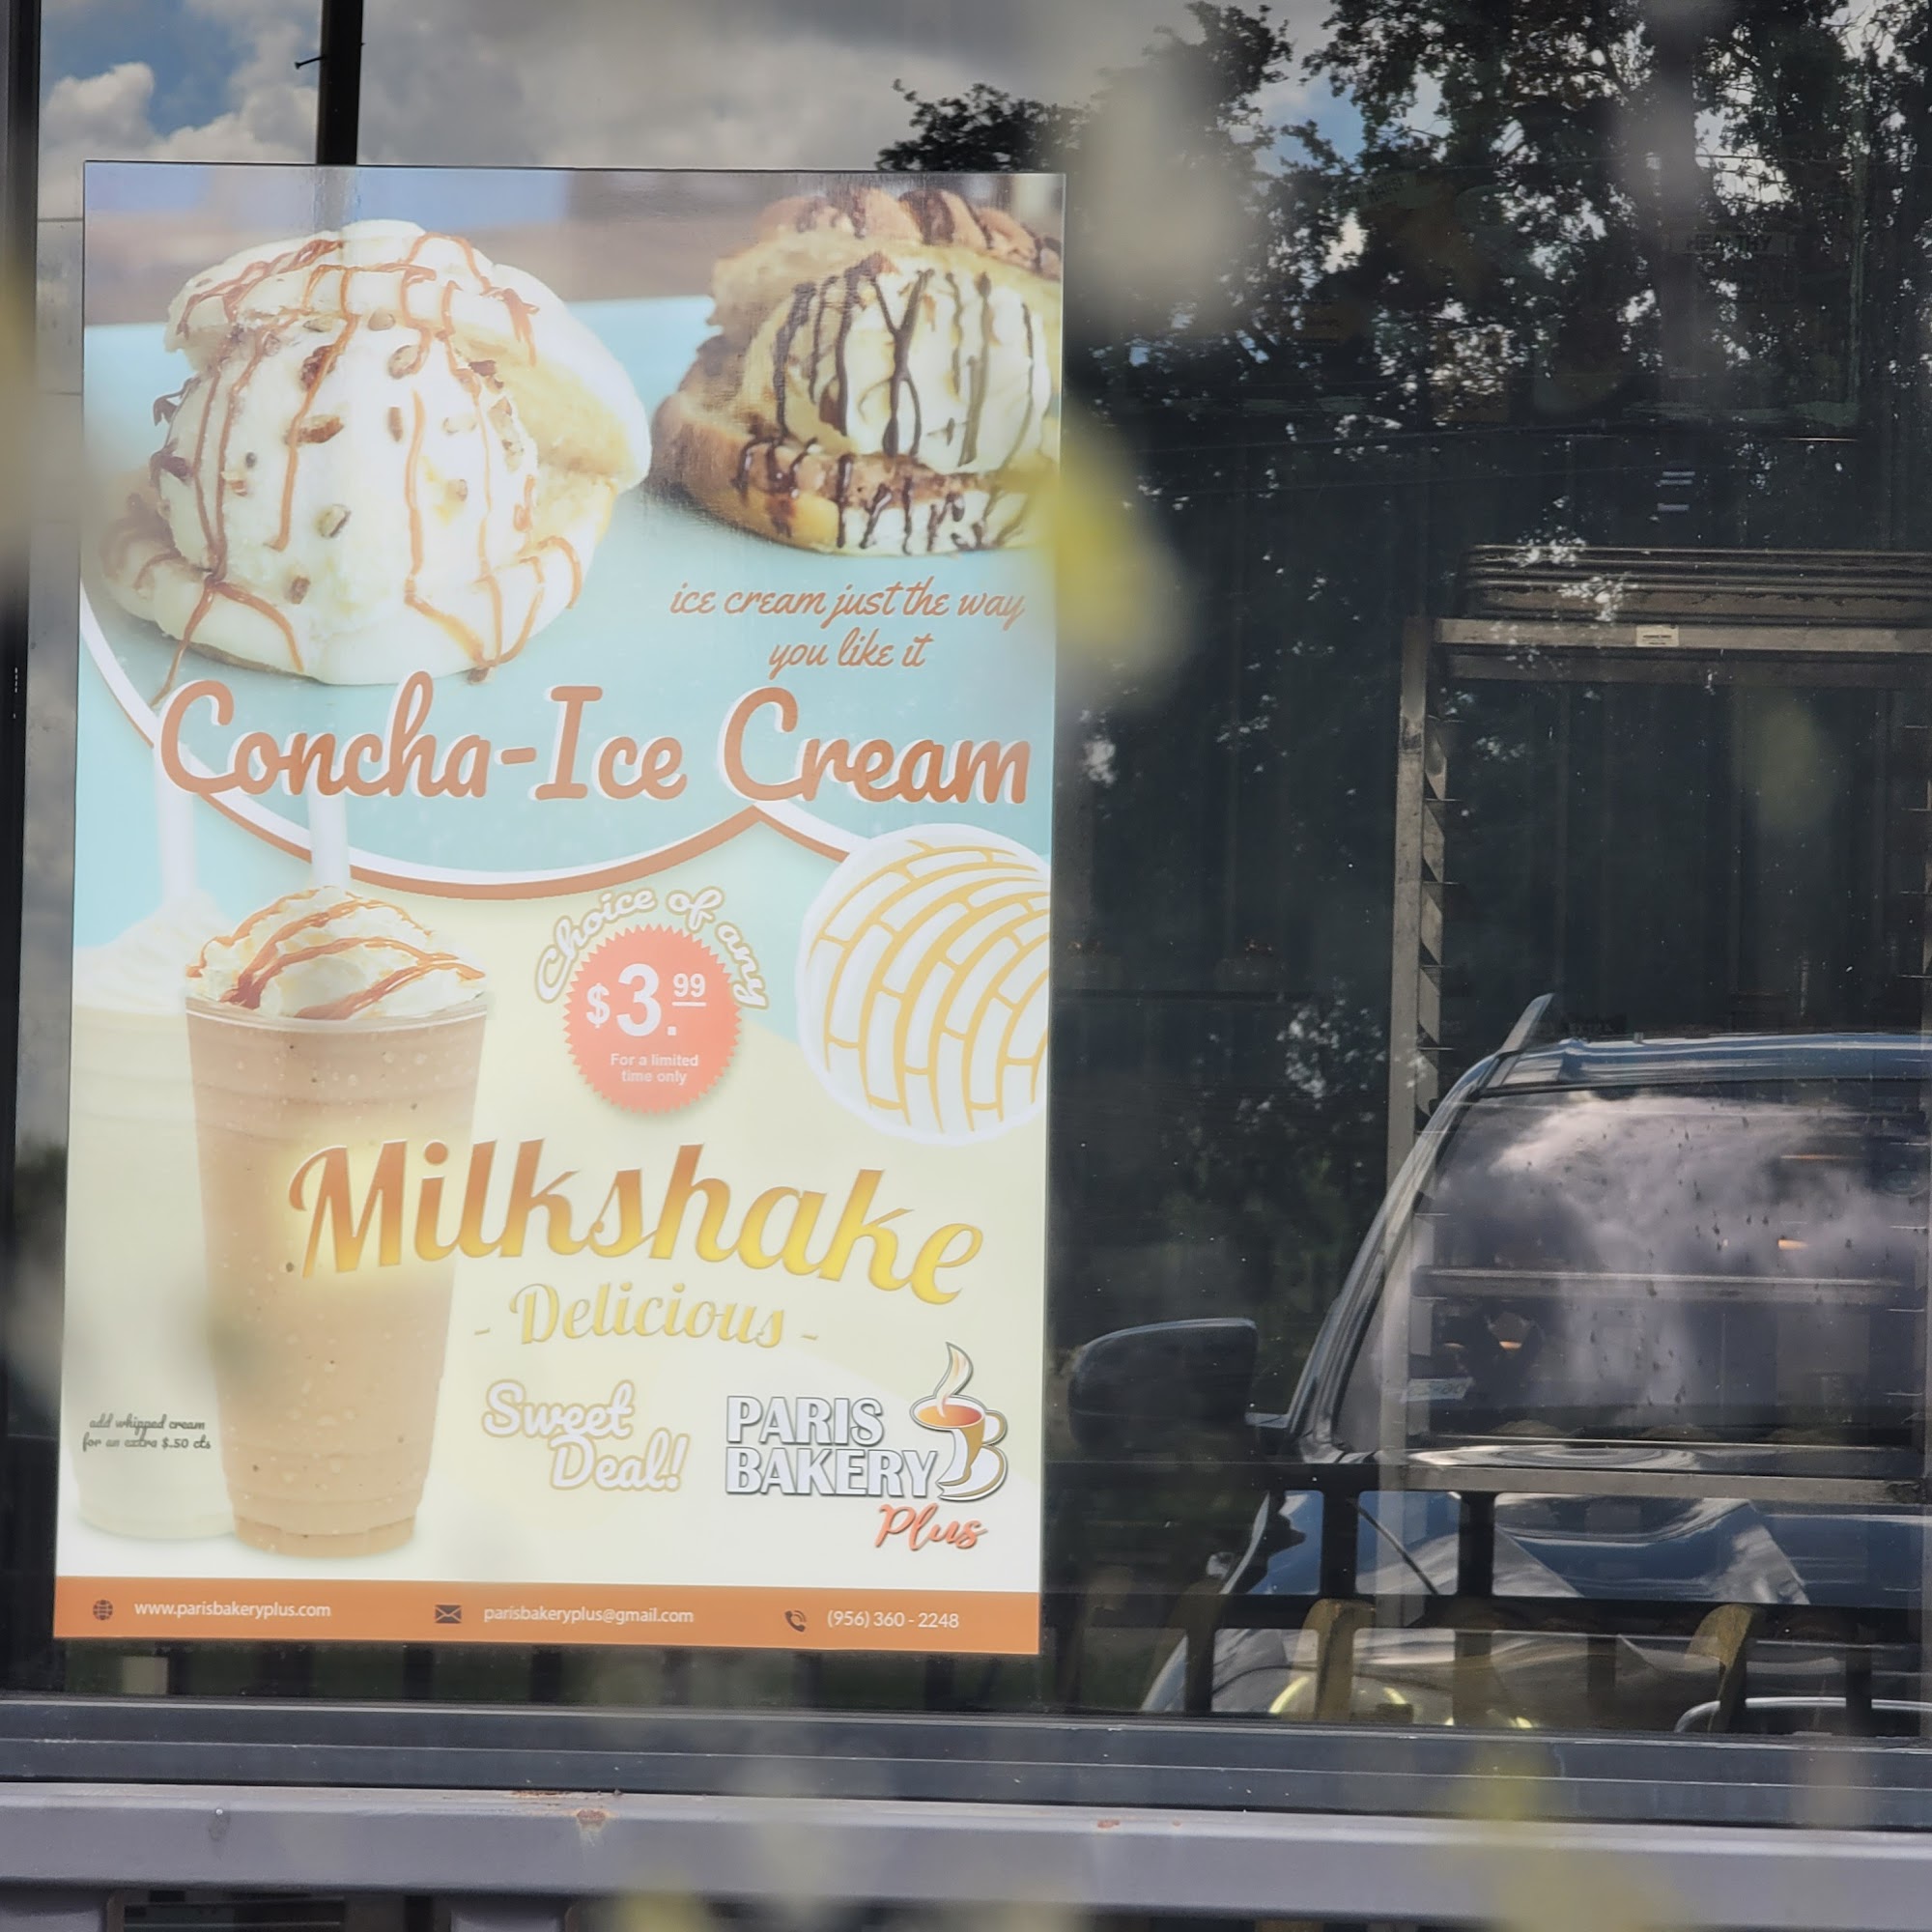 ice cream just the way
you like it
Concha-Ice Cream
Choice of any
$3.99
For a limited
time only
Milkshake
- Delicious -
Sweet
Deal!
PARIS
BAKERY
Plus
add whipped cream
for an extra $.50 cts
www.parisbakeryplus.com
parisbakeryplus@gmail.com
(956) 360 - 2248
HEALTHY